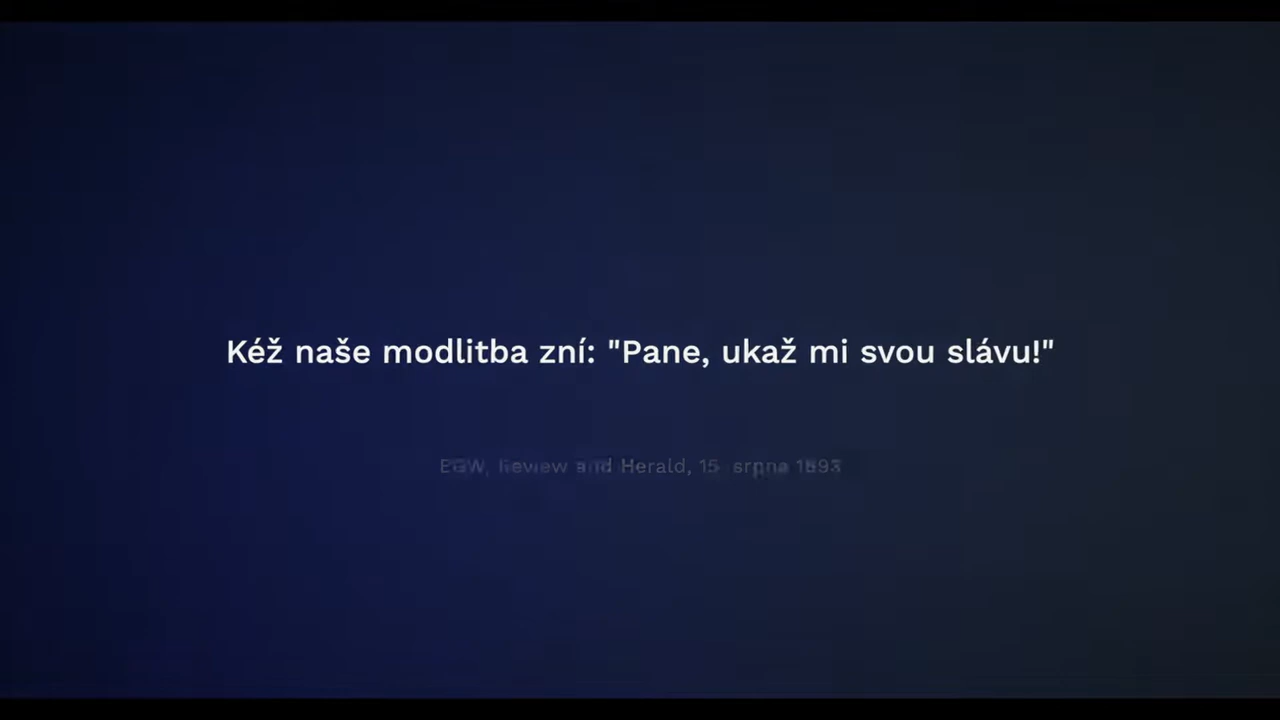 Kéž naše modlitba zní: "Pane, ukaž mi svou slávu!"
EGW, Review and Herald, 15. srpna 1893